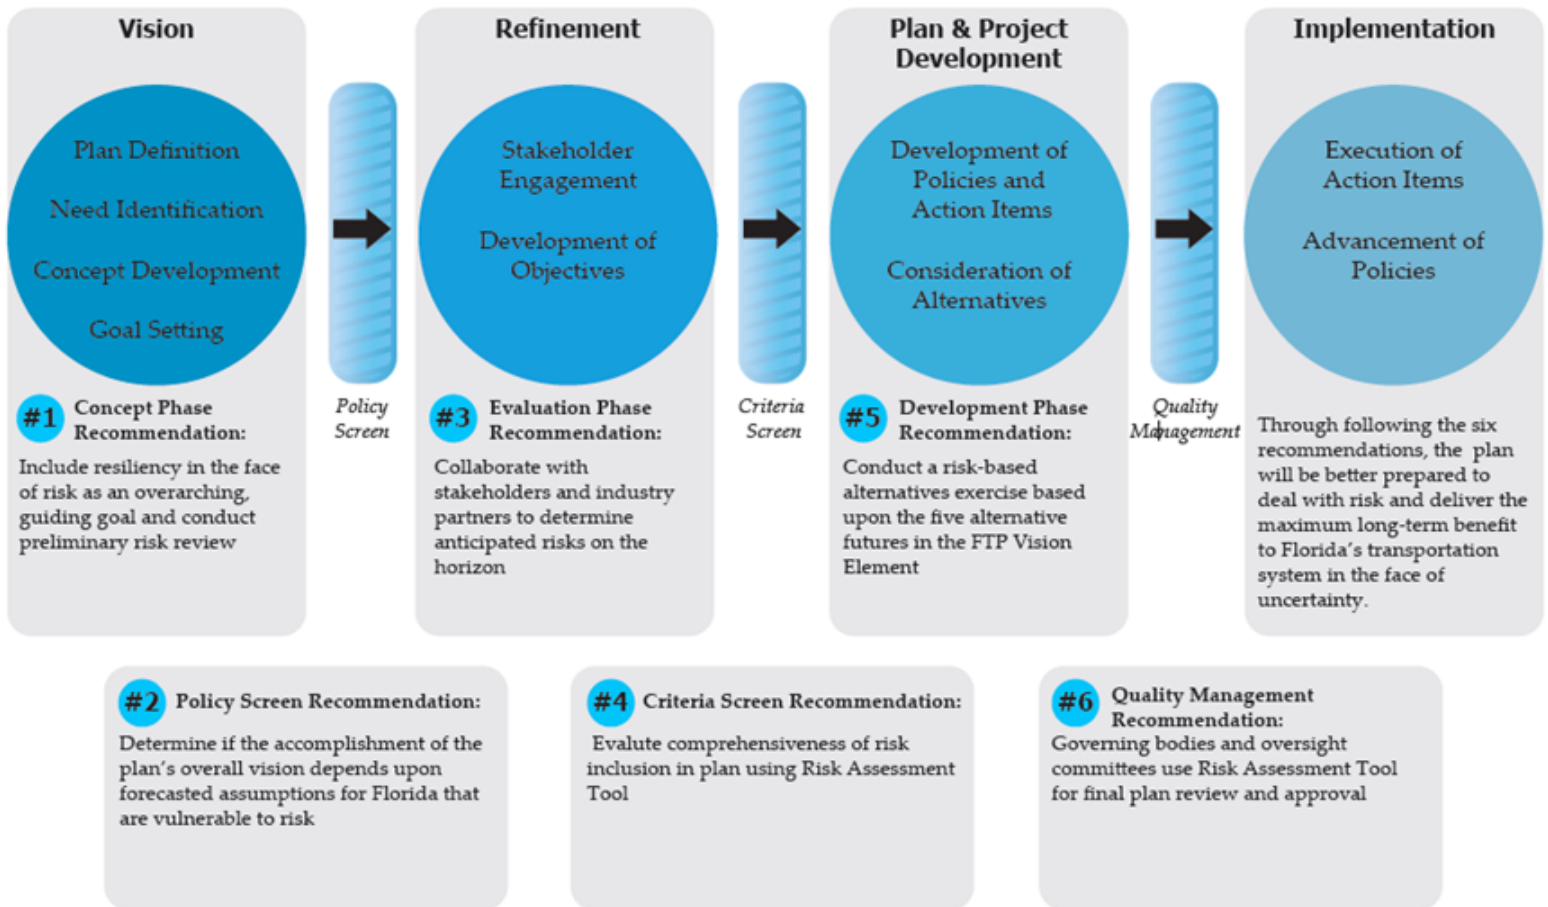 Vision
Plan Definition
Need Identification
Concept Development
Goal Setting
#1
Concept Phase
Recommendation:
Include resiliency in the face
of risk as an overarching,
guiding goal and conduct
preliminary risk review
Policy
Screen
Refinement
Stakeholder
Engagement
Development of
Objectives
#3
Evaluation Phase
Recommendation:
Collaborate with
stakeholders and industry
partners to determine
anticipated risks on the
horizon
Criteria
Screen
Plan & Project
Development
Development of
Policies and
Action Items
Consideration of
Alternatives
#5
Development Phase
Recommendation:
Conduct a risk-based
alternatives exercise based
upon the five alternative
futures in the FTP Vision
Element
Quality
Management
Implementation
Execution of
Action Items
Advancement of
Policies
Through following the six
recommendations, the plan
will be better prepared to
deal with risk and deliver the
maximum long-term benefit
to Florida's transportation
system in the face of
uncertainty.
#2 Policy Screen Recommendation:
Determine if the accomplishment of the
plan's overall vision depends upon
forecasted assumptions for Florida that
are vulnerable to risk
#4 Criteria Screen Recommendation:
Evalute comprehensiveness of risk
inclusion in plan using Risk Assessment
Tool
#6
Quality Management
Recommendation:
Governing bodies and oversight
committees use Risk Assessment Tool
for final plan review and approval